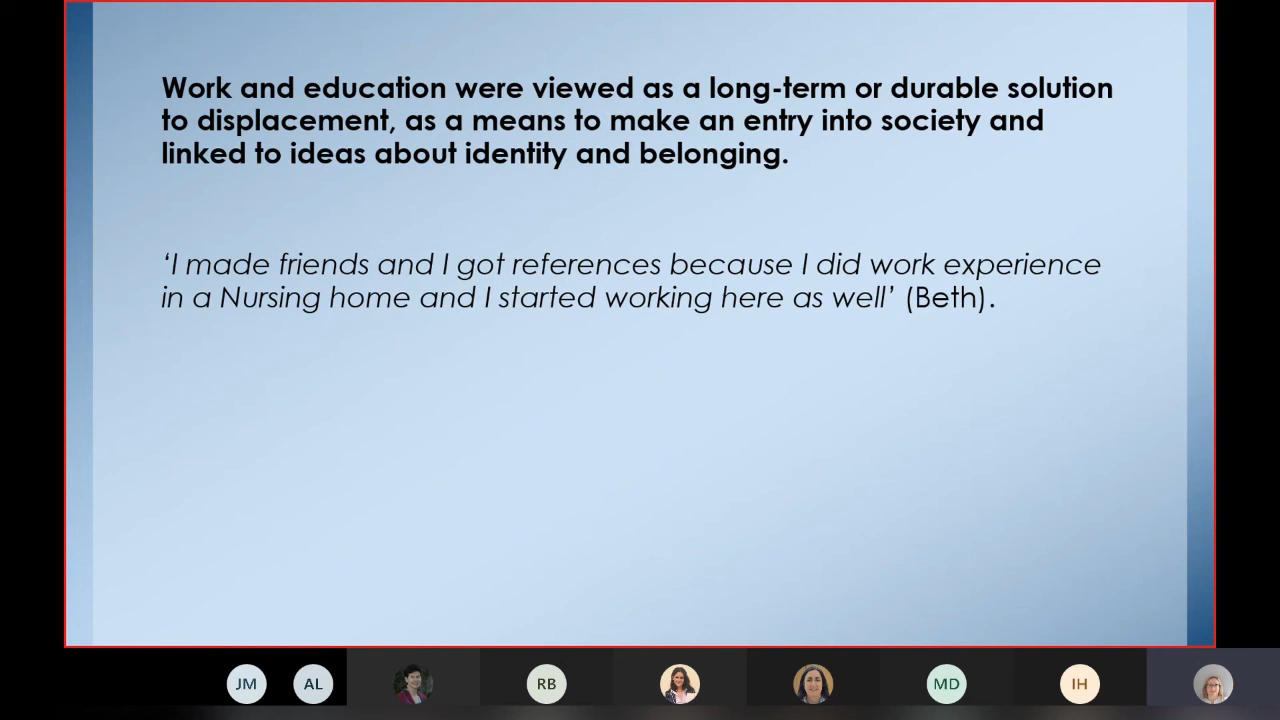 Work and education were viewed as a long-term or durable solution
to displacement, as a means to make an entry into society and
linked to ideas about identity and belonging.
‘I made friends and I got references because I did work experience
in a Nursing home and I started working here as well’ (Beth).
JM AL RB MD IH